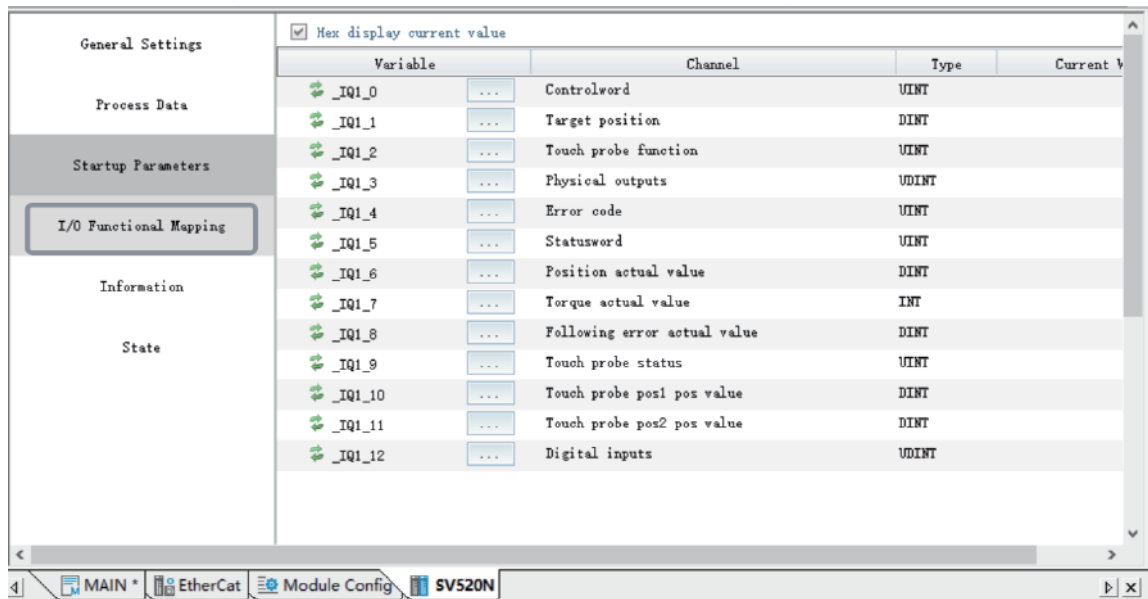 General Settings
Process Data
Startup Parameters
I/O Functional Mapping
Information
State
Hex display current value
Variable Channel Type Current V
_IQ1_0 ... Controlword UINT
_IQ1_1 ... Target position DINT
_IQ1_2 ... Touch probe function UINT
_IQ1_3 ... Physical outputs UDINT
_IQ1_4 ... Error code UINT
_IQ1_5 ... Statusword UINT
_IQ1_6 ... Position actual value DINT
_IQ1_7 ... Torque actual value INT
_IQ1_8 ... Following error actual value DINT
_IQ1_9 ... Touch probe status UINT
_IQ1_10 ... Touch probe pos1 pos value DINT
_IQ1_11 ... Touch probe pos2 pos value DINT
_IQ1_12 ... Digital inputs UDINT
MAIN * EtherCat Module Config SV520N